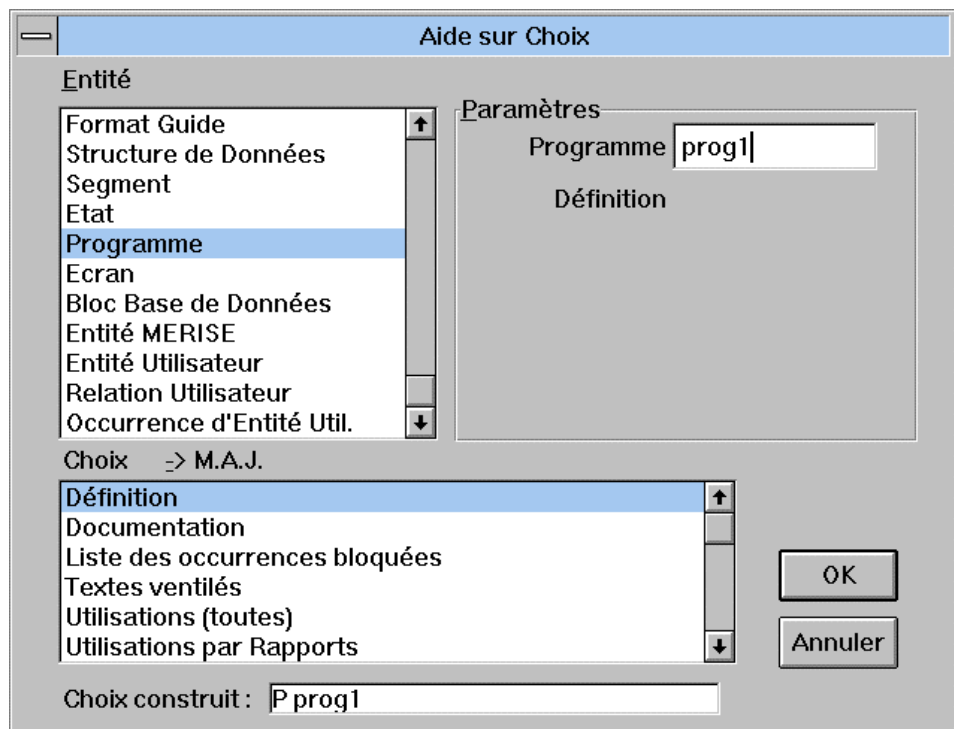 Aide sur Choix
Entité
Format Guide
Structure de Données
Segment
Etat
Programme
Ecran
Bloc Base de Données
Entité MERISE
Entité Utilisateur
Relation Utilisateur
Occurrence d'Entité Util.
Paramètres
Programme prog1
Définition
Choix -> M.A.J.
Définition
Documentation
Liste des occurrences bloquées
Textes ventilés
Utilisations (toutes)
Utilisations par Rapports
OK
Annuler
Choix construit : P prog1